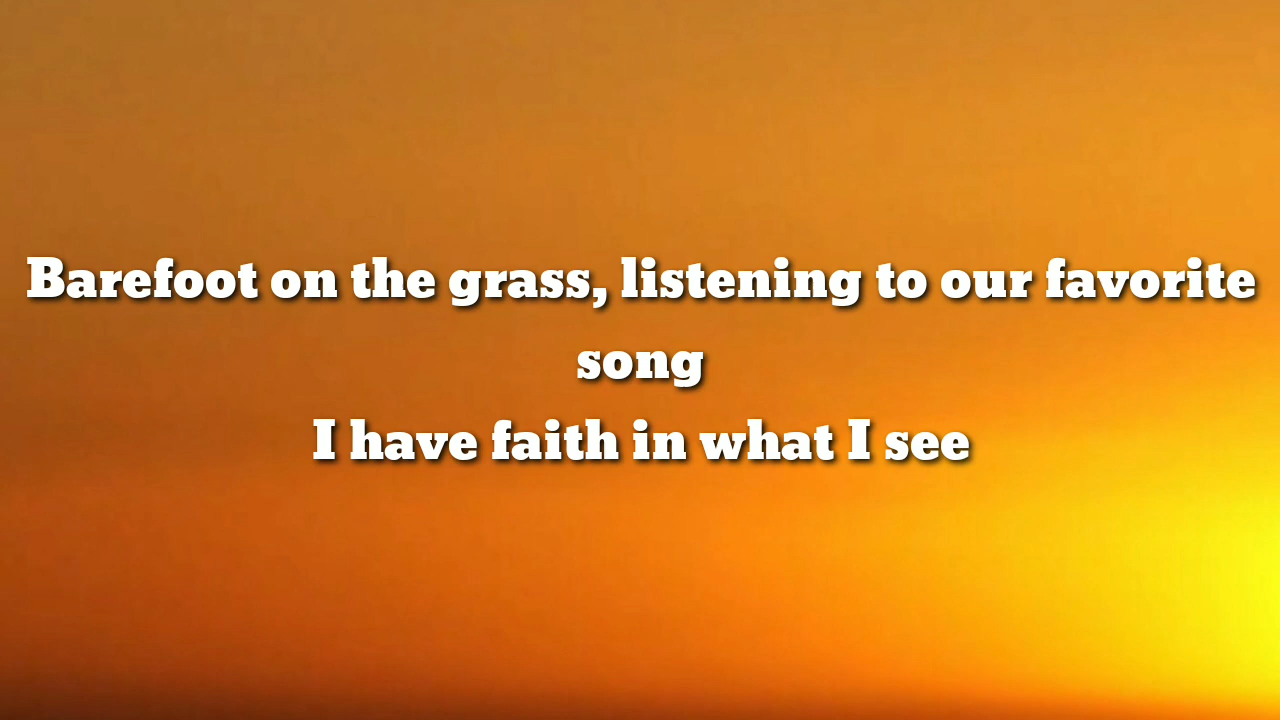 Barefoot on the grass, listening to our favorite
song
I have faith in what I see